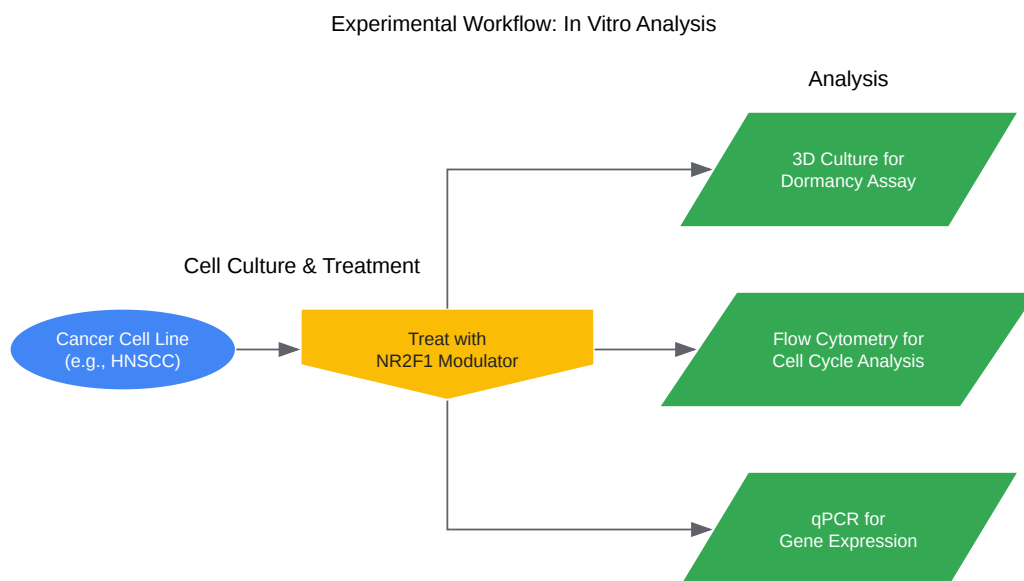 Experimental Workflow: In Vitro Analysis
Analysis
3D Culture for
Dormancy Assay
Cell Culture & Treatment
Cancer Cell Line
(e.g., HNSCC)
Treat with
NR2F1 Modulator
Flow Cytometry for
Cell Cycle Analysis
qPCR for
Gene Expression